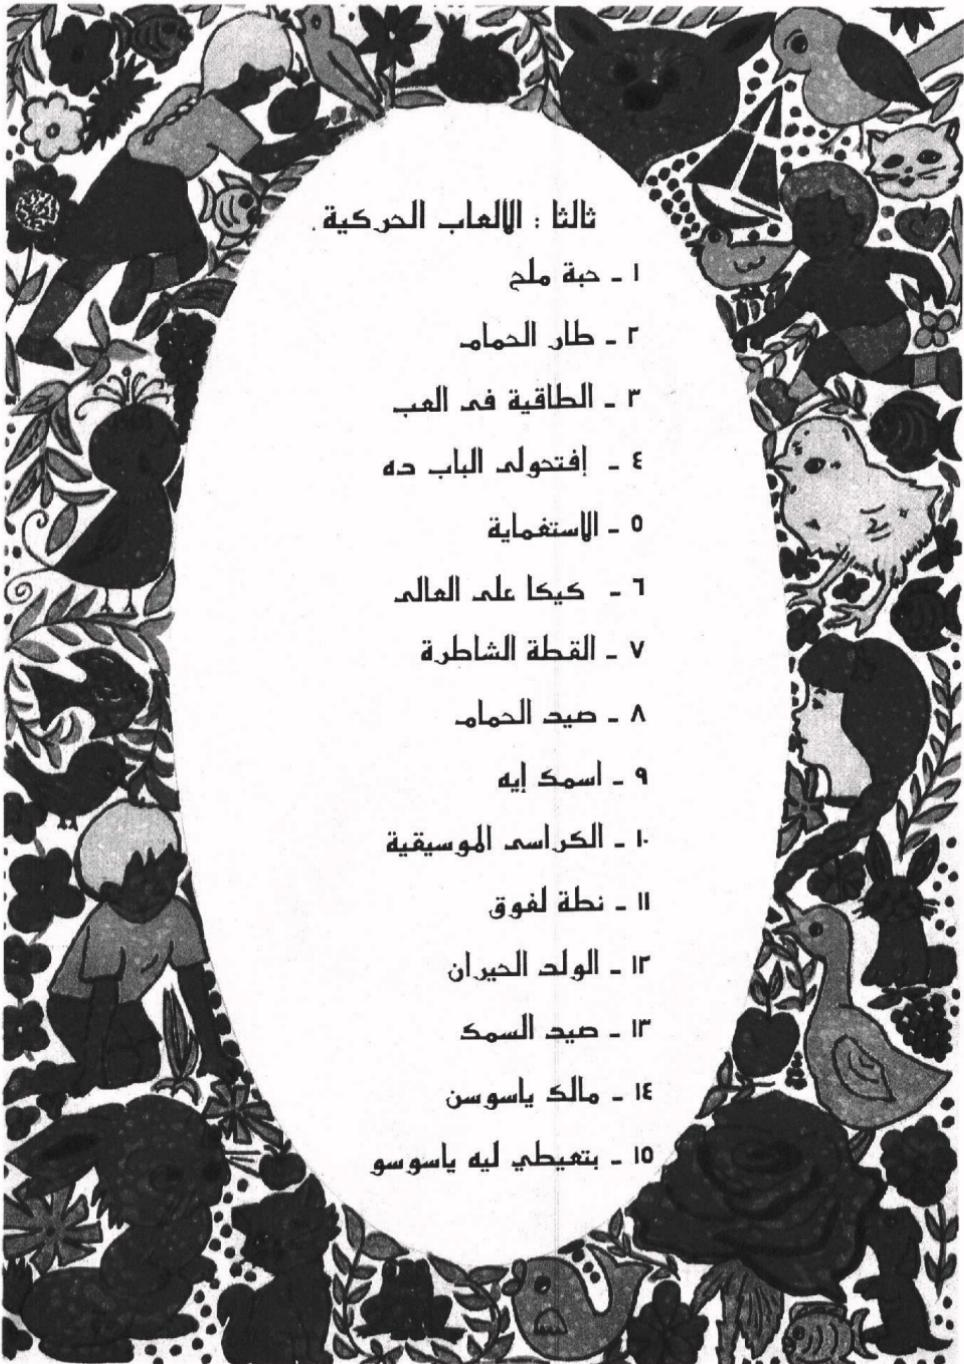 ثالثا : الألعاب الحركية .
١ ـ حبة ملح
٢ ـ طار الحمام
٣ ـ الطاقية فى العب
٤ ـ إفتحولى الباب ده
٥ ـ الاستغماية
٦ ـ كيكا على العالى
٧ ـ القطة الشاطرة
٨ ـ صيد الحمام
٩ ـ اسمك إيه
١٠ ـ الكراسى الموسيقية
١١ ـ نطة لفوق
١٢ ـ الولد الحيران
١٣ ـ صيد السمك
١٤ ـ مالك ياسوسن
١٥ ـ بتعيطي ليه ياسوسو